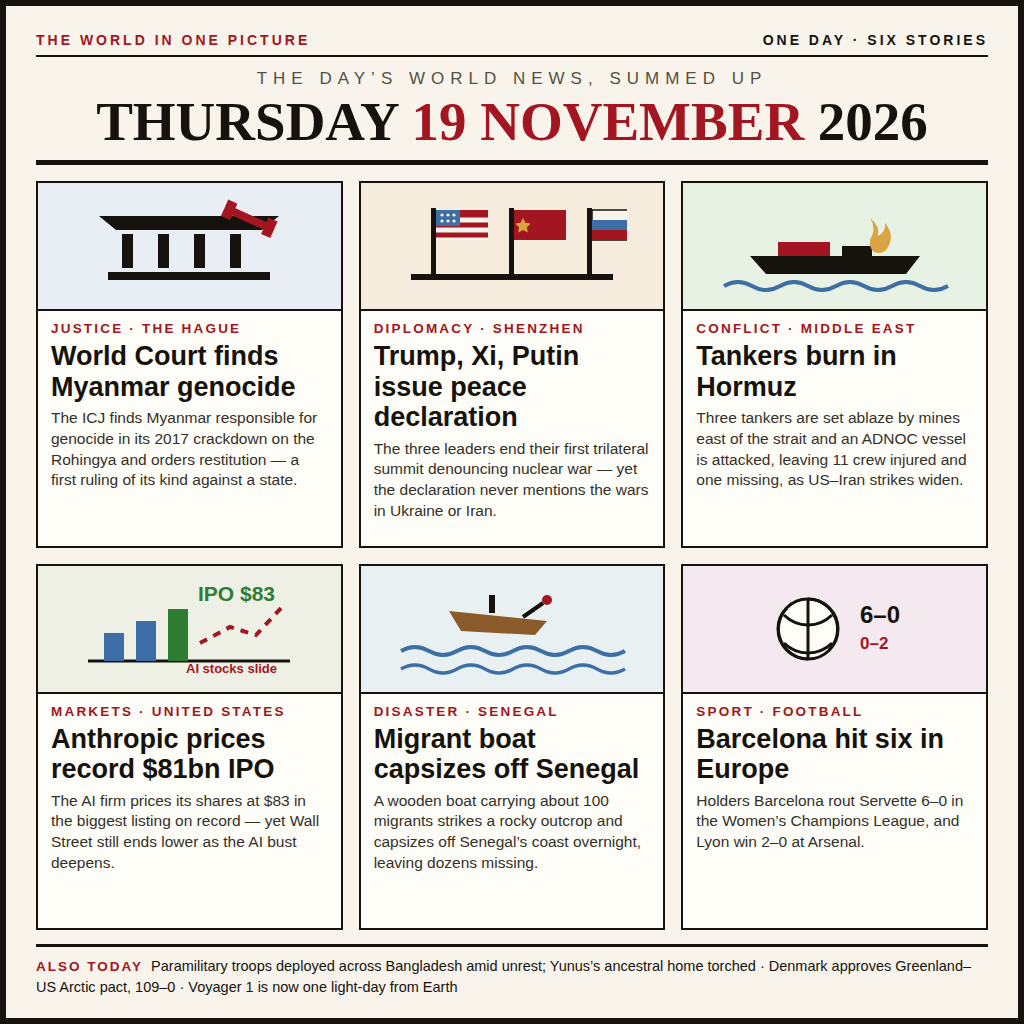 THE WORLD IN ONE PICTURE
ONE DAY · SIX STORIES
THE DAY’S WORLD NEWS, SUMMED UP
THURSDAY 19 NOVEMBER 2026
JUSTICE · THE HAGUE
World Court finds
Myanmar genocide
The ICJ finds Myanmar responsible for
genocide in its 2017 crackdown on the
Rohingya and orders restitution — a
first ruling of its kind against a state.
DIPLOMACY · SHENZHEN
Trump, Xi, Putin
issue peace
declaration
The three leaders end their first trilateral
summit denouncing nuclear war — yet
the declaration never mentions the wars
in Ukraine or Iran.
CONFLICT · MIDDLE EAST
Tankers burn in
Hormuz
Three tankers are set ablaze by mines
east of the strait and an ADNOC vessel
is attacked, leaving 11 crew injured and
one missing, as US–Iran strikes widen.
IPO $83
AI stocks slide
MARKETS · UNITED STATES
Anthropic prices
record $81bn IPO
The AI firm prices its shares at $83 in
the biggest listing on record — yet Wall
Street still ends lower as the AI bust
deepens.
DISASTER · SENEGAL
Migrant boat
capsizes off Senegal
A wooden boat carrying about 100
migrants strikes a rocky outcrop and
capsizes off Senegal’s coast overnight,
leaving dozens missing.
6–0
0–2
SPORT · FOOTBALL
Barcelona hit six in
Europe
Holders Barcelona rout Servette 6–0 in
the Women’s Champions League, and
Lyon win 2–0 at Arsenal.
ALSO TODAY Paramilitary troops deployed across Bangladesh amid unrest; Yunus’s ancestral home torched · Denmark approves Greenland–
US Arctic pact, 109–0 · Voyager 1 is now one light-day from Earth